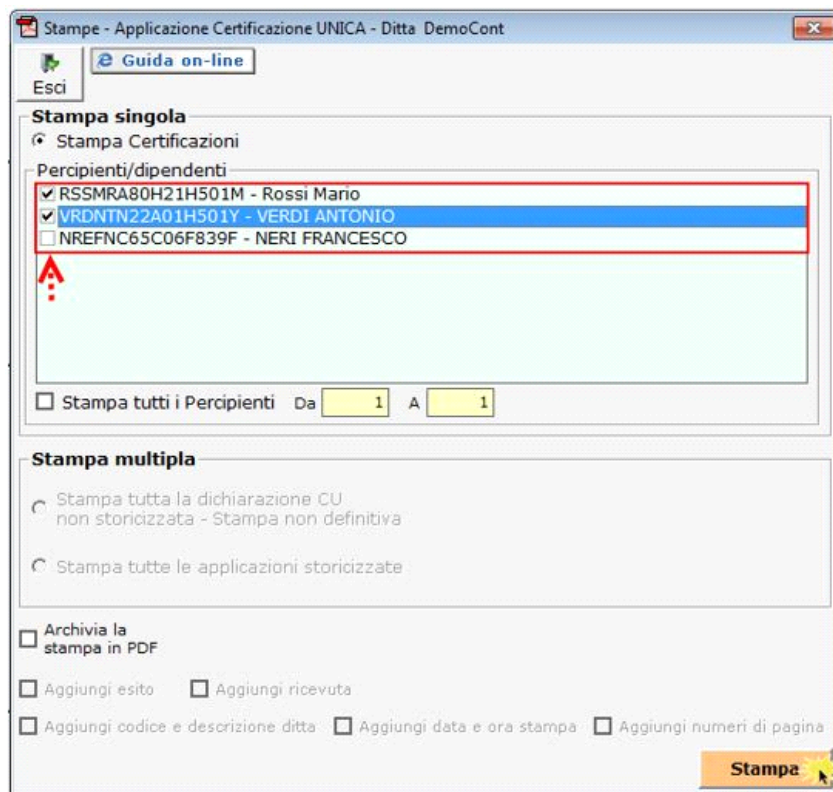 Stampe - Applicazione Certificazione UNICA - Ditta DemoCont
Guida on-line
Esci
Stampa singola
Stampa Certificazioni
Percipienti/dipendenti
RSSMRA80H21H501M - Rossi Mario
VRDNTN22A01H501Y - VERDI ANTONIO
NREFNC65C06F839F - NERI FRANCESCO
Stampa tutti i Percipienti Da 1 A 1
Stampa multipla
Stampa tutta la dichiarazione CU
non storicizzata - Stampa non definitiva
Stampa tutte le applicazioni storicizzate
Archivia la
stampa in PDF
Aggiungi esito Aggiungi ricevuta
Aggiungi codice e descrizione ditta Aggiungi data e ora stampa Aggiungi numeri di pagina
Stampa